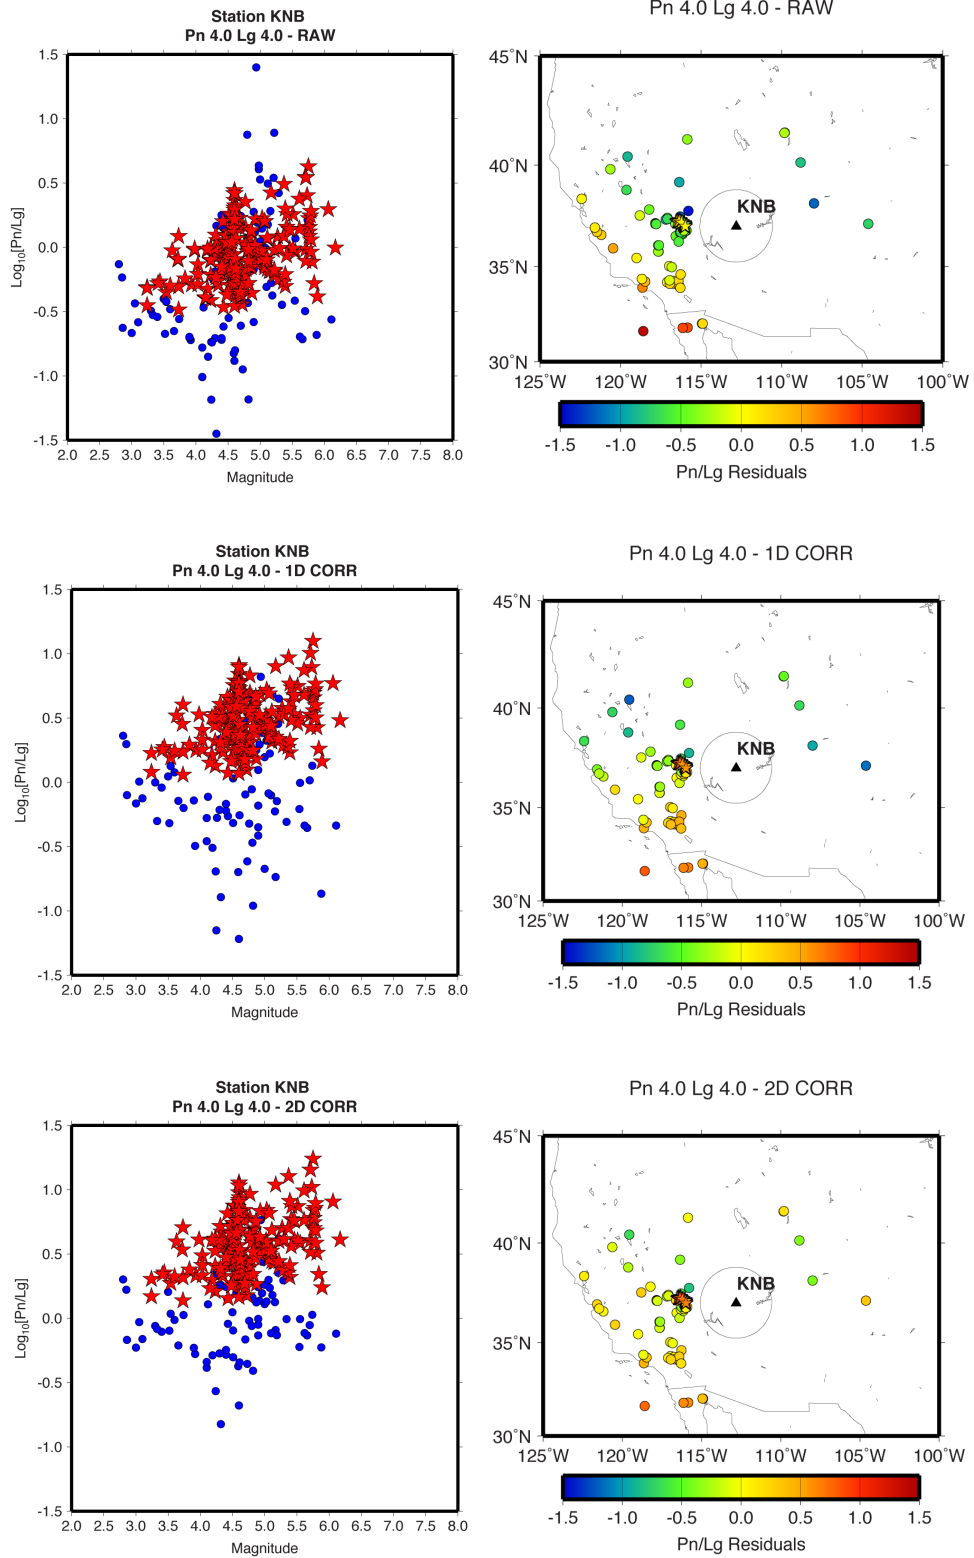 Station KNB
Pn 4.0 Lg 4.0 - RAW
1.5
1.0
0.5
0.0
-0.5
-1.0
-1.5
Log10[Pn/Lg]
2.0 2.5 3.0 3.5 4.0 4.5 5.0 5.5 6.0 6.5 7.0 7.5 8.0
Magnitude
Pn 4.0 Lg 4.0 - RAW
45˚N
40˚N
35˚N
30˚N
KNB
125˚W 120˚W 115˚W 110˚W 105˚W 100˚W
-1.5 -1.0 -0.5 0.0 0.5 1.0 1.5
Pn/Lg Residuals
Station KNB
Pn 4.0 Lg 4.0 - 1D CORR
1.5
1.0
0.5
0.0
-0.5
-1.0
-1.5
Log10[Pn/Lg]
2.0 2.5 3.0 3.5 4.0 4.5 5.0 5.5 6.0 6.5 7.0 7.5 8.0
Magnitude
Pn 4.0 Lg 4.0 - 1D CORR
45˚N
40˚N
35˚N
30˚N
KNB
125˚W 120˚W 115˚W 110˚W 105˚W 100˚W
-1.5 -1.0 -0.5 0.0 0.5 1.0 1.5
Pn/Lg Residuals
Station KNB
Pn 4.0 Lg 4.0 - 2D CORR
1.5
1.0
0.5
0.0
-0.5
-1.0
-1.5
Log10[Pn/Lg]
2.0 2.5 3.0 3.5 4.0 4.5 5.0 5.5 6.0 6.5 7.0 7.5 8.0
Magnitude
Pn 4.0 Lg 4.0 - 2D CORR
45˚N
40˚N
35˚N
30˚N
KNB
125˚W 120˚W 115˚W 110˚W 105˚W 100˚W
-1.5 -1.0 -0.5 0.0 0.5 1.0 1.5
Pn/Lg Residuals